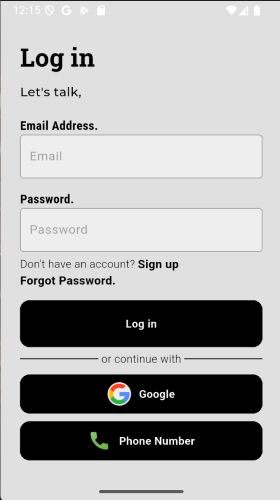 12:15
Log in
Let's talk,
Email Address.
Email
Password.
Password
Don't have an account? Sign up
Forgot Password.
Log in
or continue with
Google
Phone Number